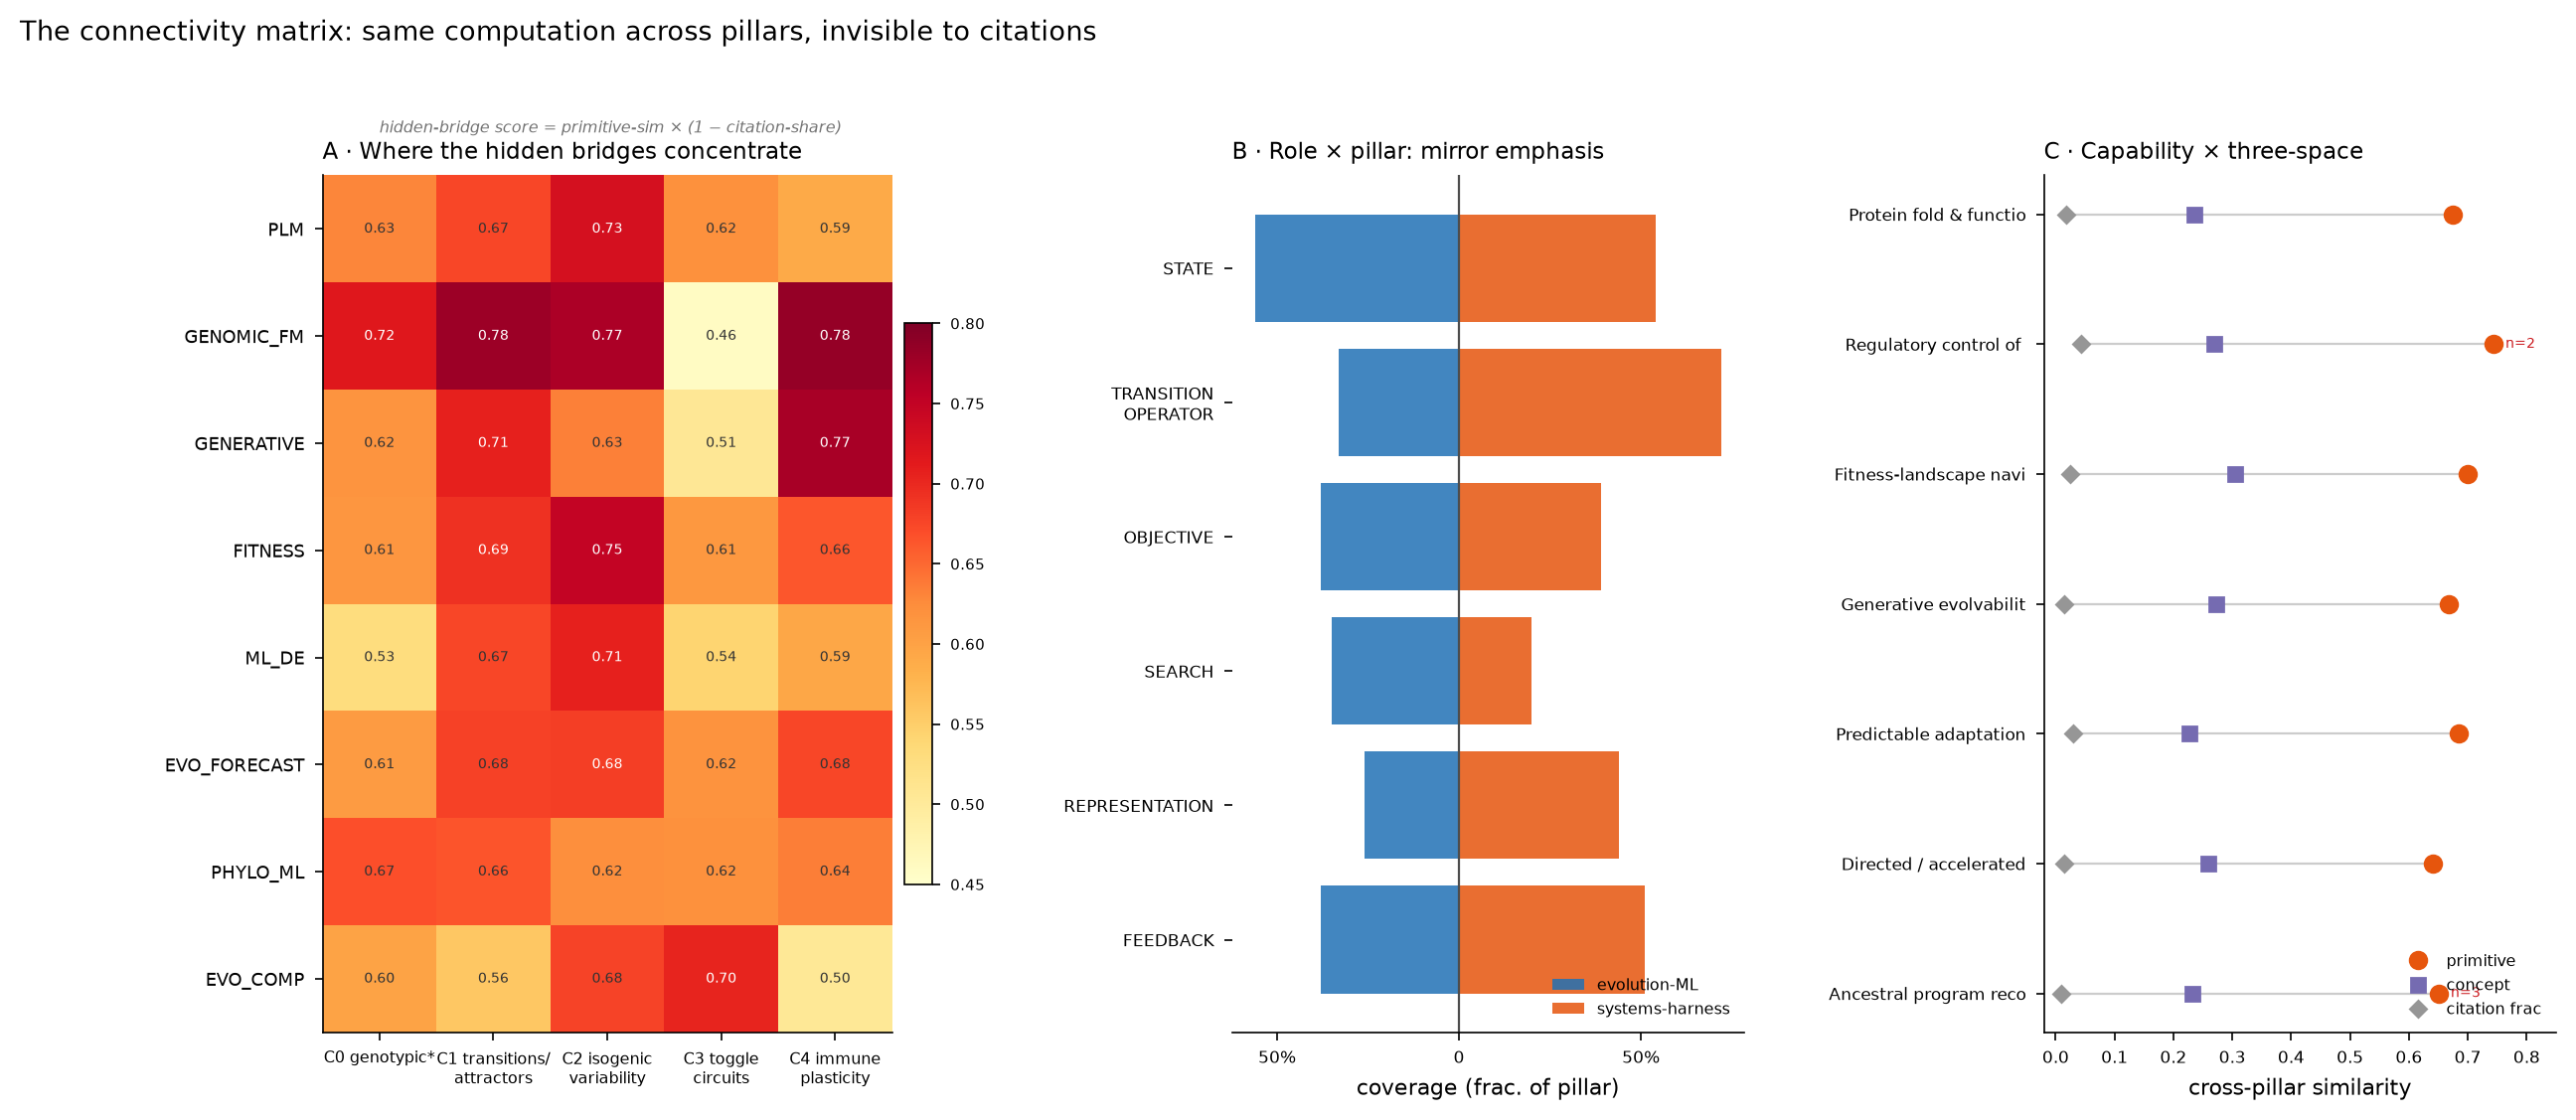 The connectivity matrix: same computation across pillars, invisible to citations
hidden-bridge score = primitive-sim × (1 − citation-share)
A · Where the hidden bridges concentrate
PLM 0.63 0.67 0.73 0.62 0.59
GENOMIC_FM 0.72 0.78 0.77 0.46 0.78
GENERATIVE 0.62 0.71 0.63 0.51 0.77
FITNESS 0.61 0.69 0.75 0.61 0.66
ML_DE 0.53 0.67 0.71 0.54 0.59
EVO_FORECAST 0.61 0.68 0.68 0.62 0.68
PHYLO_ML 0.67 0.66 0.62 0.62 0.64
EVO_COMP 0.60 0.56 0.68 0.70 0.50
C0 genotypic*
C1 transitions/
attractors
C2 isogenic
variability
C3 toggle
circuits
C4 immune
plasticity
0.80
0.75
0.70
0.65
0.60
0.55
0.50
0.45
B · Role × pillar: mirror emphasis
STATE
TRANSITION
OPERATOR
OBJECTIVE
SEARCH
REPRESENTATION
FEEDBACK
evolution-ML
systems-harness
50% 0 50%
coverage (frac. of pillar)
C · Capability × three-space
Protein fold & functio
Regulatory control of
n=2
Fitness-landscape navi
Generative evolvabilit
Predictable adaptation
Directed / accelerated
Ancestral program reco
n=3
primitive
concept
citation frac
0.0 0.1 0.2 0.3 0.4 0.5 0.6 0.7 0.8
cross-pillar similarity